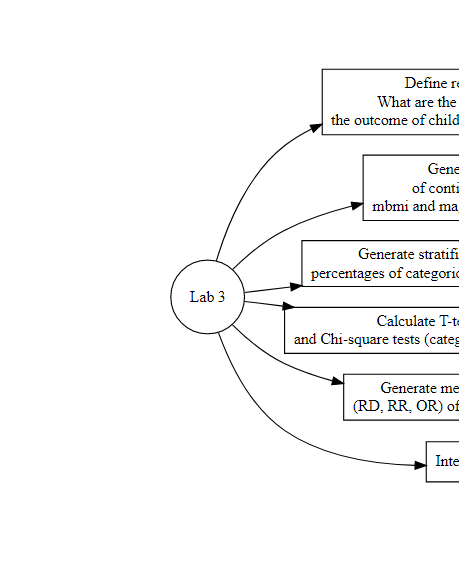 Define
What are the
the outcome of child
Gene
of conti
mbmi and ma
Generate stratifi
percentages of categoric
Lab 3
Calculate T-te
and Chi-square tests (categ
Generate me
(RD, RR, OR) of
Inte